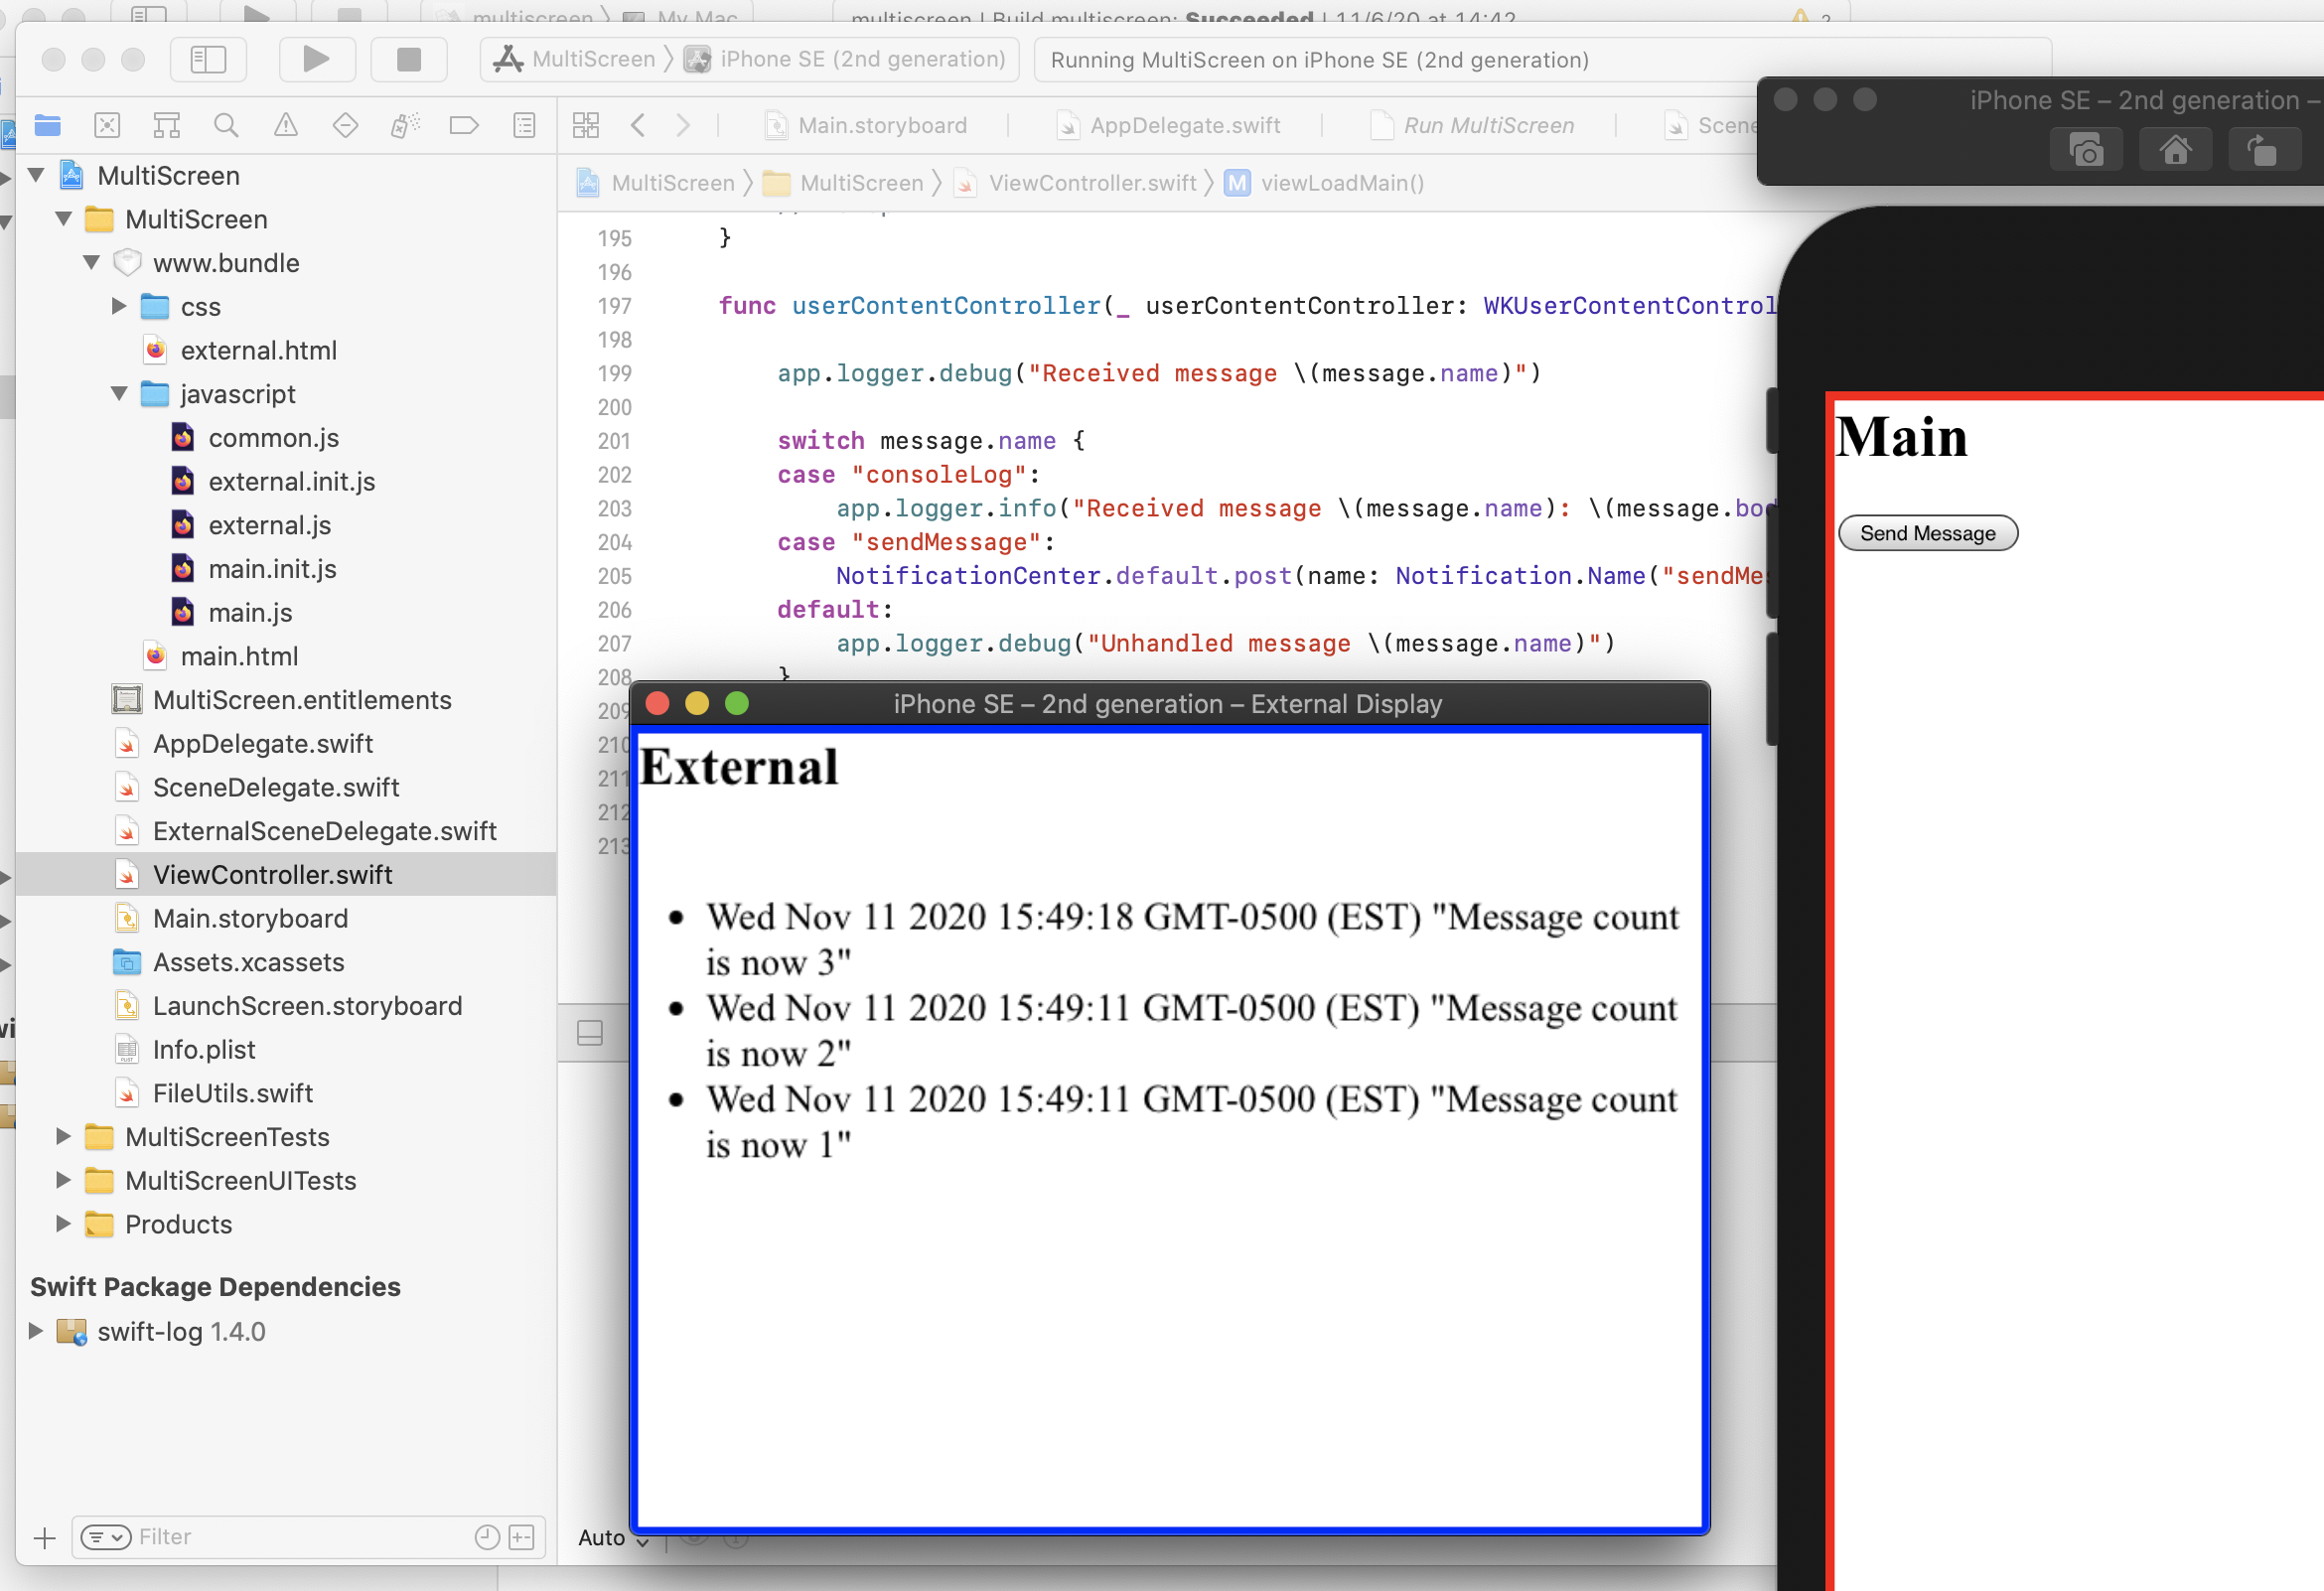 multiscreen
My Mac
multiscreen | Build multiscreen: Succeeded | 11/6/20 at 14:42
2
MultiScreen
iPhone SE (2nd generation)
Running MultiScreen on iPhone SE (2nd generation)
Main.storyboard
AppDelegate.swift
Run MultiScreen
Scene
MultiScreen
MultiScreen
ViewController.swift
M
viewLoadMain()
MultiScreen
MultiScreen
www.bundle
css
external.html
javascript
common.js
external.init.js
external.js
main.init.js
main.js
main.html
MultiScreen.entitlements
AppDelegate.swift
SceneDelegate.swift
ExternalSceneDelegate.swift
ViewController.swift
Main.storyboard
Assets.xcassets
LaunchScreen.storyboard
Info.plist
FileUtils.swift
MultiScreenTests
MultiScreenUITests
Products
Swift Package Dependencies
swift-log 1.4.0
Filter
195 }
196
197 func userContentController(_ userContentController: WKUserContentControl
198
199 app.logger.debug("Received message \(message.name)")
200
201 switch message.name {
202 case "consoleLog":
203 app.logger.info("Received message \(message.name): \(message.bod
204 case "sendMessage":
205 NotificationCenter.default.post(name: Notification.Name("sendMes
206 default:
207 app.logger.debug("Unhandled message \(message.name)")
208 }
209
210
211
212
213
Auto
iPhone SE – 2nd generation – External Display
External
• Wed Nov 11 2020 15:49:18 GMT-0500 (EST) "Message count
is now 3"
• Wed Nov 11 2020 15:49:11 GMT-0500 (EST) "Message count
is now 2"
• Wed Nov 11 2020 15:49:11 GMT-0500 (EST) "Message count
is now 1"
iPhone SE – 2nd generation –
Main
Send Message